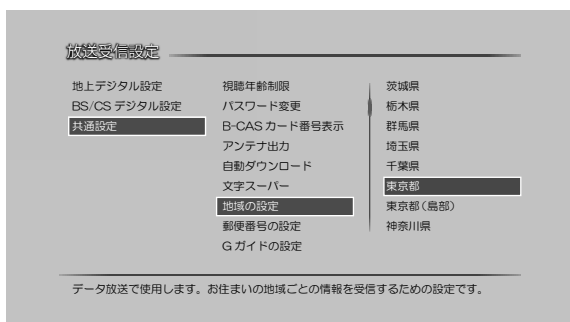 放送受信設定
地上デジタル設定
BS/CS デジタル設定
共通設定
視聴年齢制限
パスワード変更
B-CAS カード番号表示
アンテナ出力
自動ダウンロード
文字スーパー
地域の設定
郵便番号の設定
G ガイドの設定
茨城県
栃木県
群馬県
埼玉県
千葉県
東京都
東京都（島部）
神奈川県
データ放送で使用します。お住まいの地域ごとの情報を受信するための設定です。